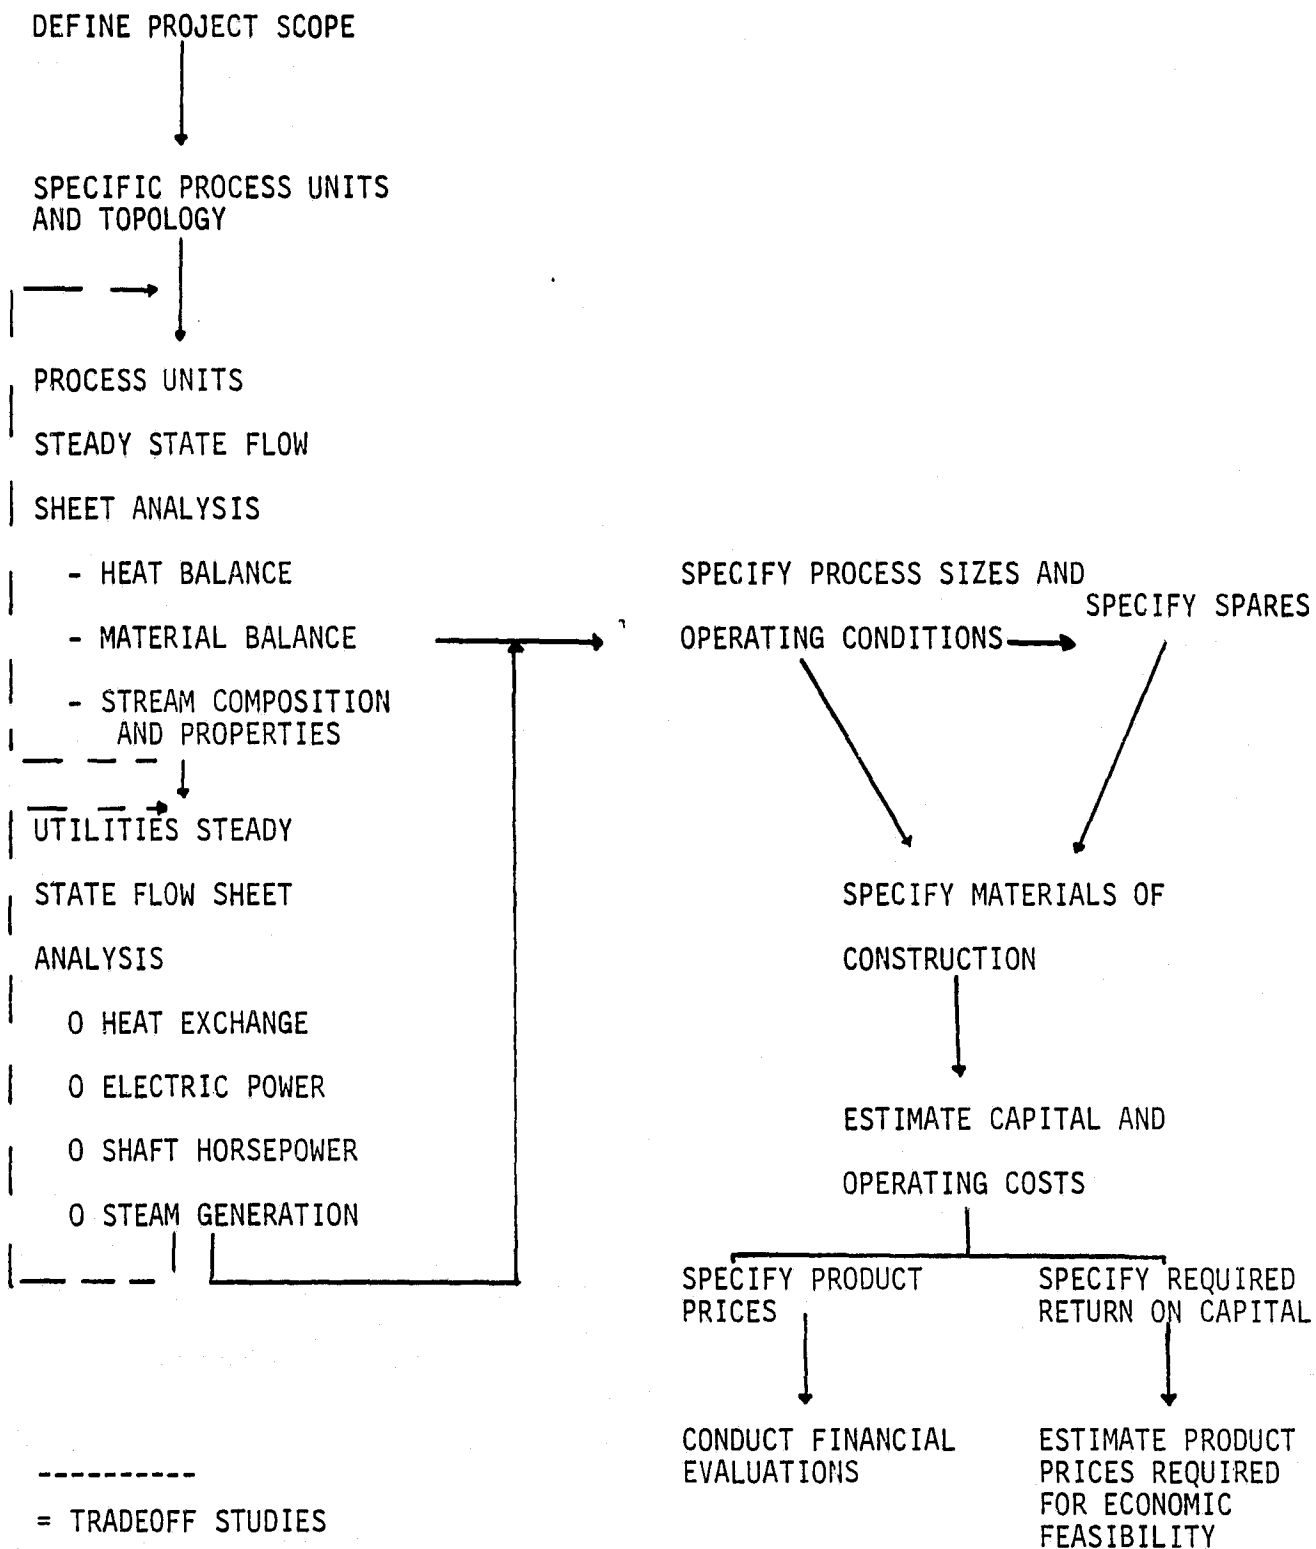 DEFINE PROJECT SCOPE
SPECIFIC PROCESS UNITS
AND TOPOLOGY
PROCESS UNITS
STEADY STATE FLOW
SHEET ANALYSIS
- HEAT BALANCE
- MATERIAL BALANCE
- STREAM COMPOSITION
AND PROPERTIES
UTILITIES STEADY
STATE FLOW SHEET
ANALYSIS
O HEAT EXCHANGE
O ELECTRIC POWER
O SHAFT HORSEPOWER
O STEAM GENERATION
SPECIFY PROCESS SIZES AND
OPERATING CONDITIONS
SPECIFY SPARES
SPECIFY MATERIALS OF
CONSTRUCTION
ESTIMATE CAPITAL AND
OPERATING COSTS
SPECIFY PRODUCT
PRICES
SPECIFY REQUIRED
RETURN ON CAPITAL
CONDUCT FINANCIAL
EVALUATIONS
ESTIMATE PRODUCT
PRICES REQUIRED
FOR ECONOMIC
FEASIBILITY
----------
= TRADEOFF STUDIES